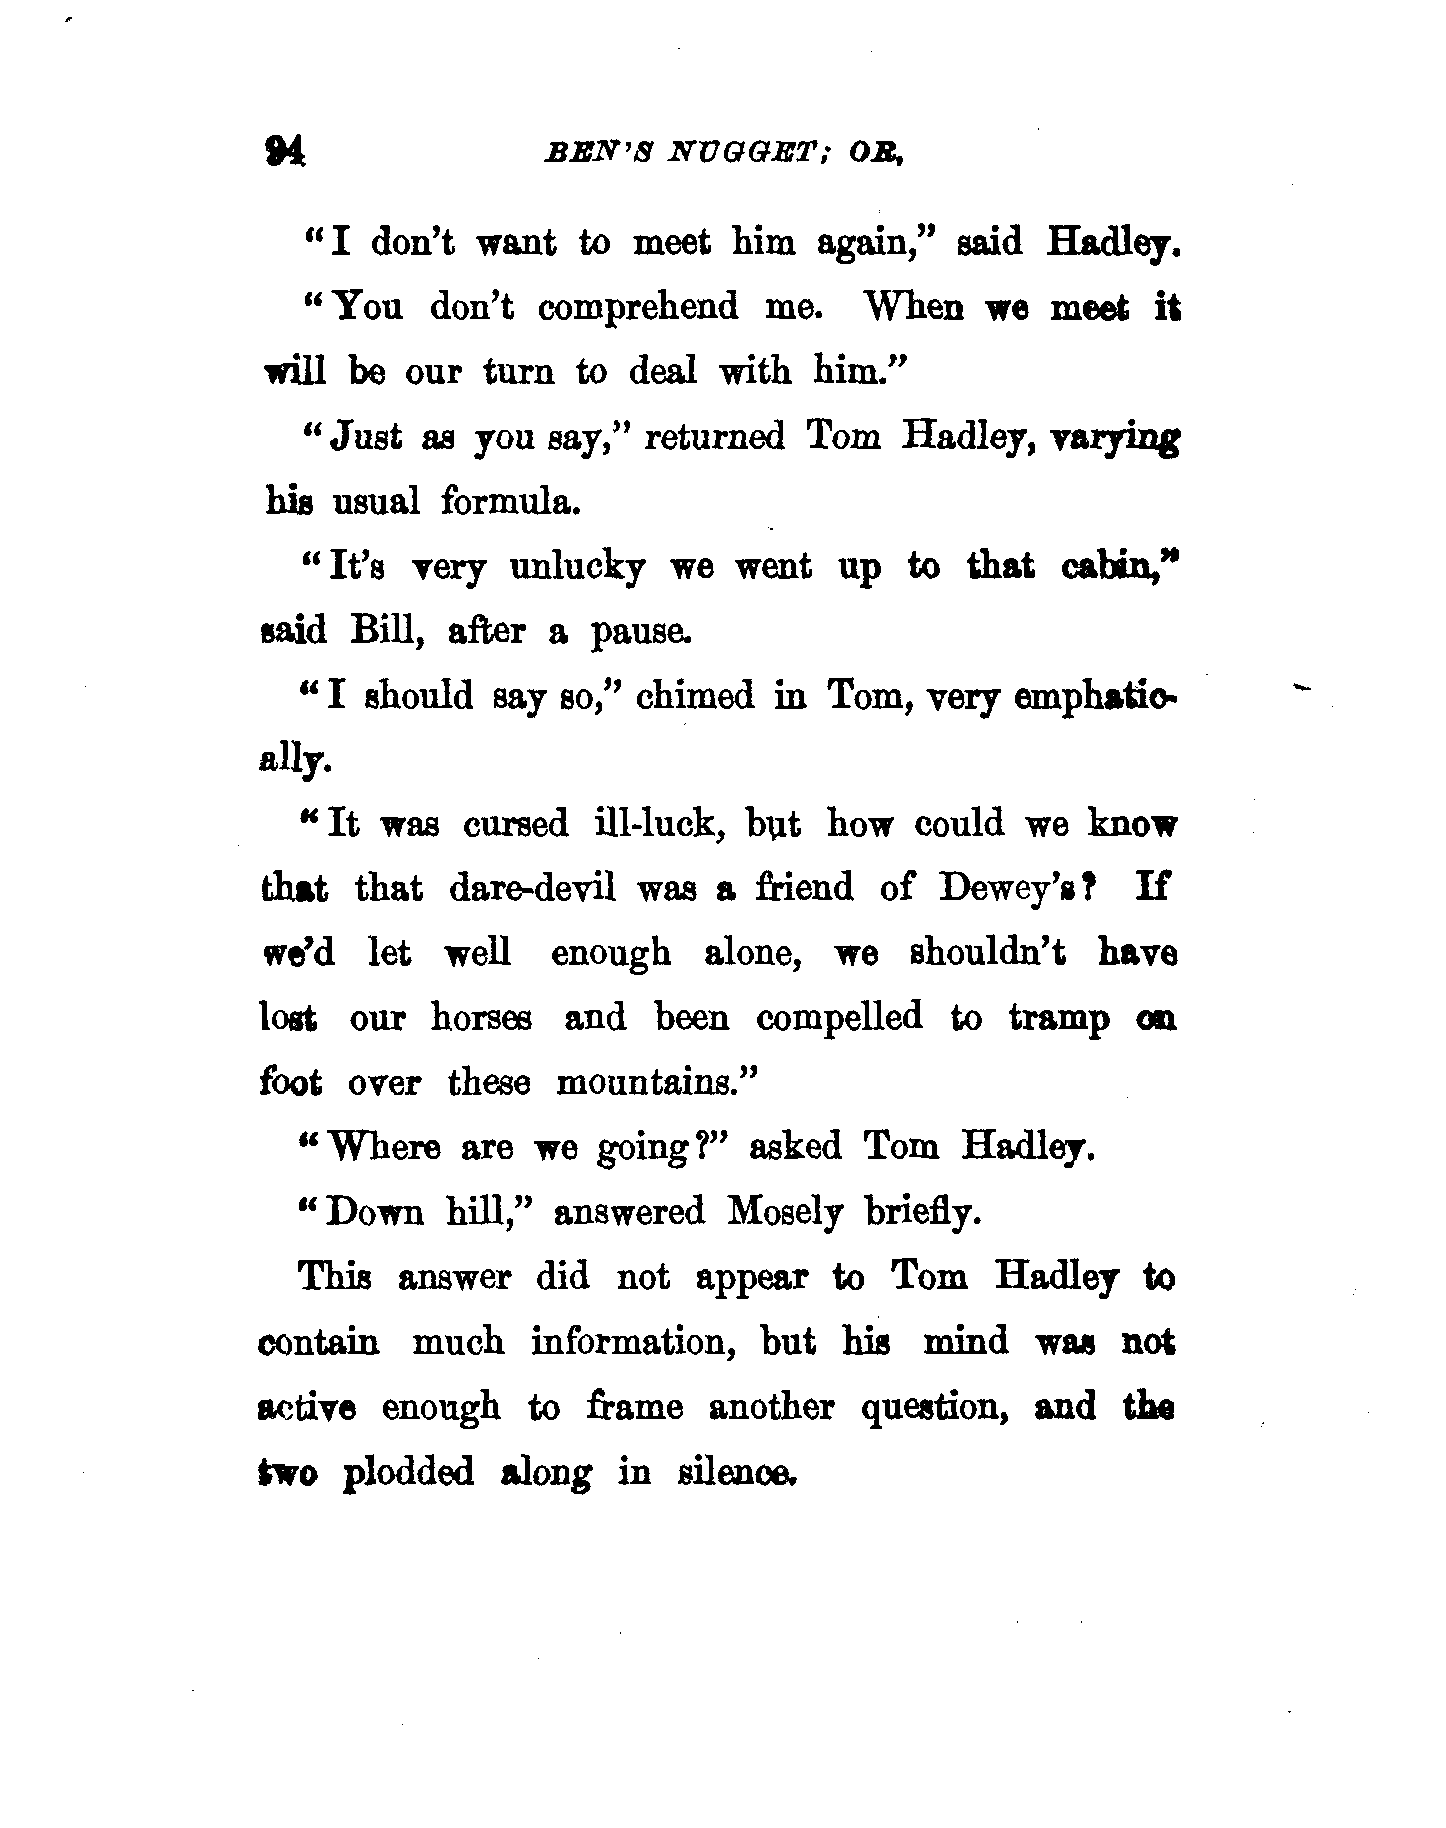 94 BEN'S NUGGET; OR,
"I don't want to meet him again," said Hadley.
"You don't comprehend me. When we meet it
will be our turn to deal with him."
"Just as you say," returned Tom Hadley, varying
his usual formula.
"It's very unlucky we went up to that cabin,"
said Bill, after a pause.
"I should say so," chimed in Tom, very emphatic-
ally.
"It was cursed ill-luck, but how could we know
that that dare-devil was a friend of Dewey's? If
we'd let well enough alone, we shouldn't have
lost our horses and been compelled to tramp on
foot over these mountains."
"Where are we going?" asked Tom Hadley.
"Down hill," answered Mosely briefly.
This answer did not appear to Tom Hadley to
contain much information, but his mind was not
active enough to frame another question, and the
two plodded along in silence.